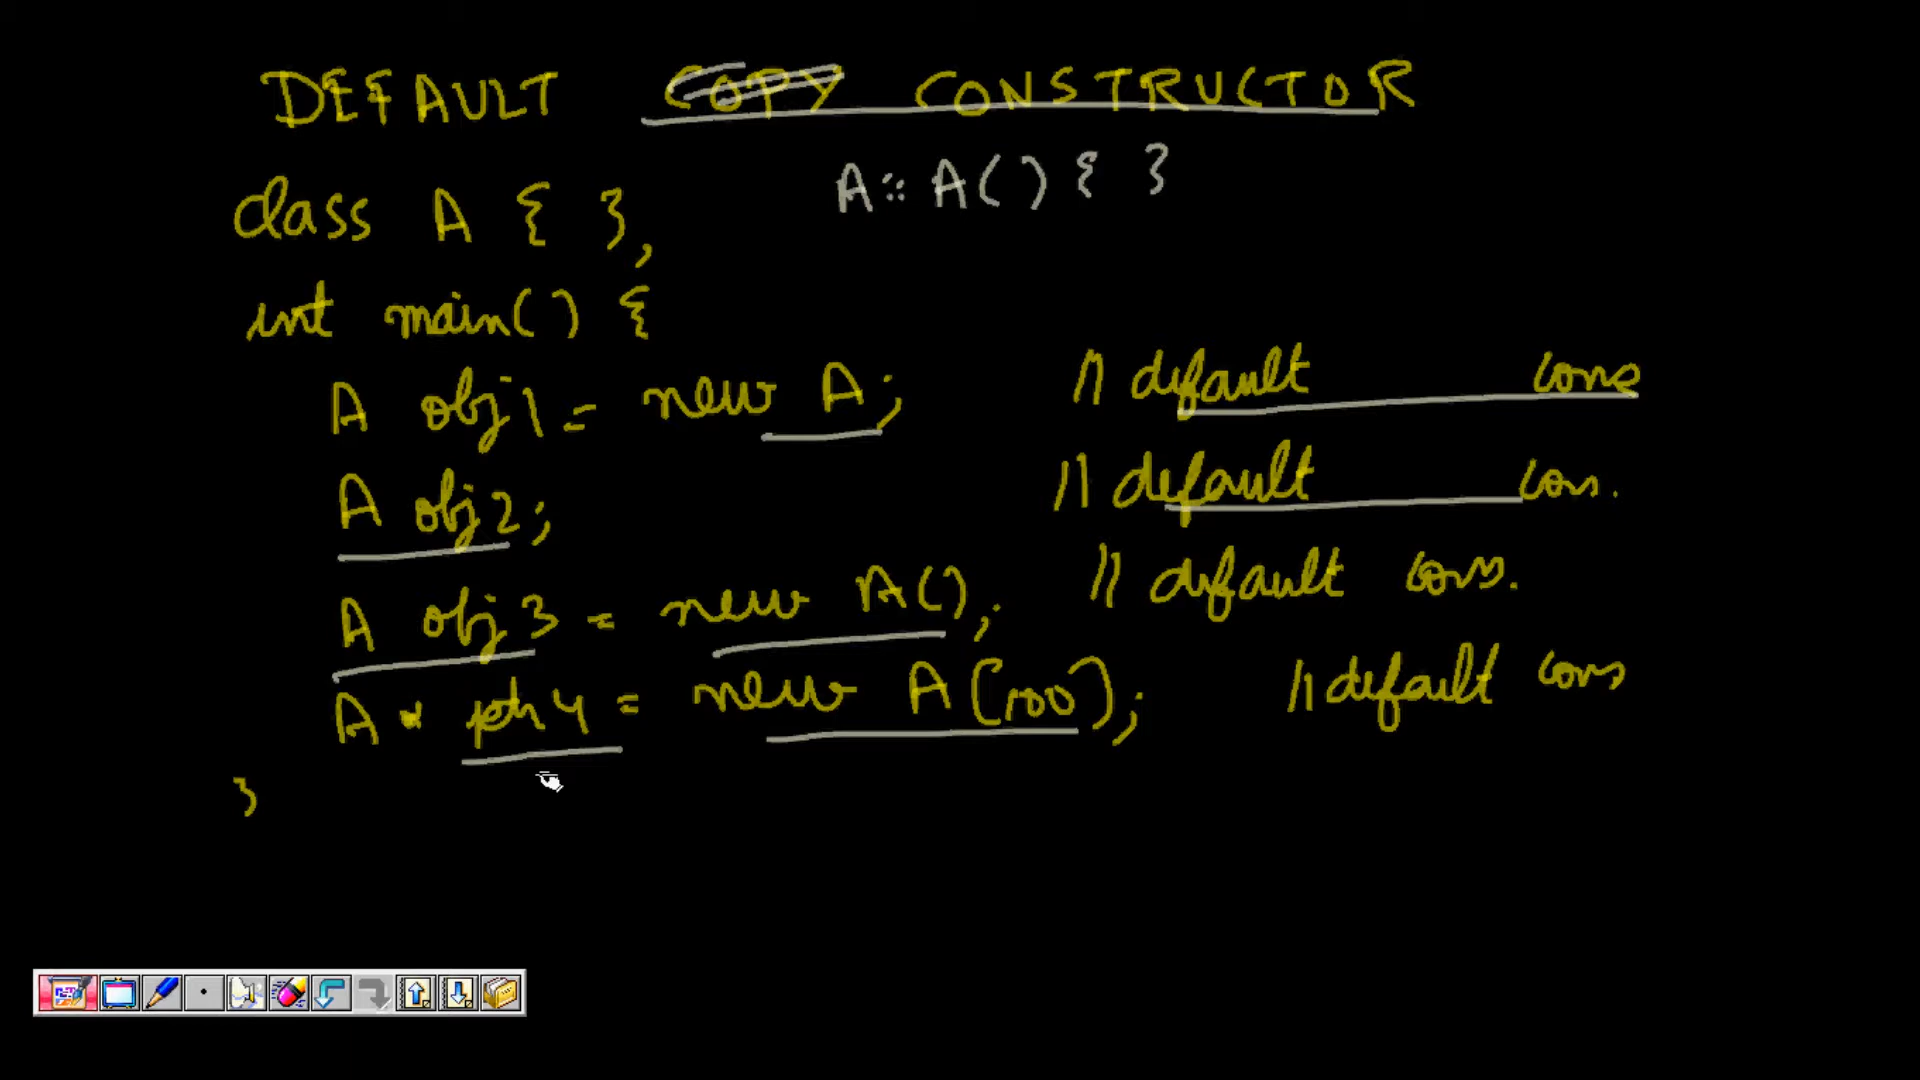 DEFAULT COPY CONSTRUCTOR
A::A(){ }
class A { },
int main() {
A obj1 = new A; // default cons
A obj2; // default con.
A obj3 = new A(); // default cons.
A* ptr4 = new A(100); // default cons
}